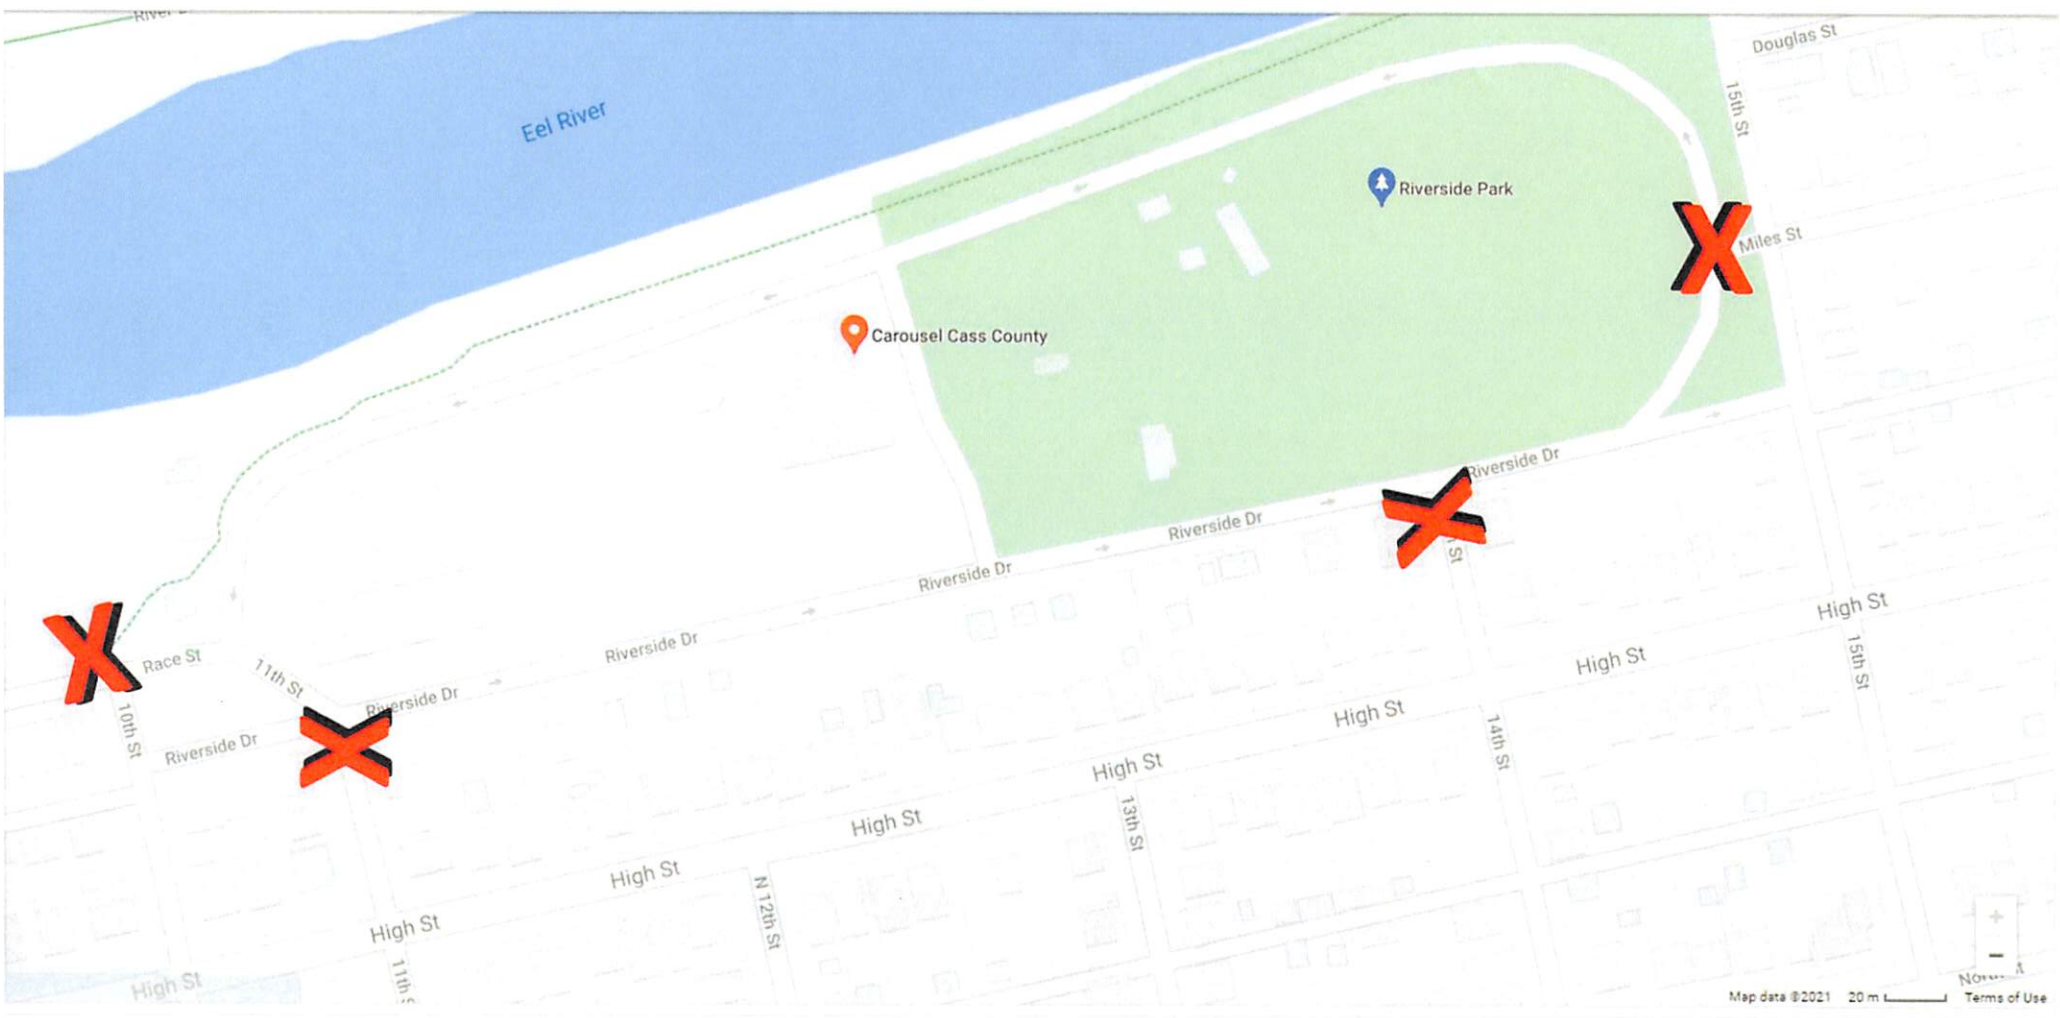 Eel River
Douglas St
15th St
Riverside Park
Miles St
Carousel Cass County
Riverside Dr
Riverside Dr
Riverside Dr
Riverside Dr
Riverside Dr
Riverside Dr
St
Race St
11th St
10th St
High St
15th St
High St
High St
14th St
High St
13th St
High St
High St
N 12th St
High St
11th S
High St
Map data ©2021 20 m Terms of Use